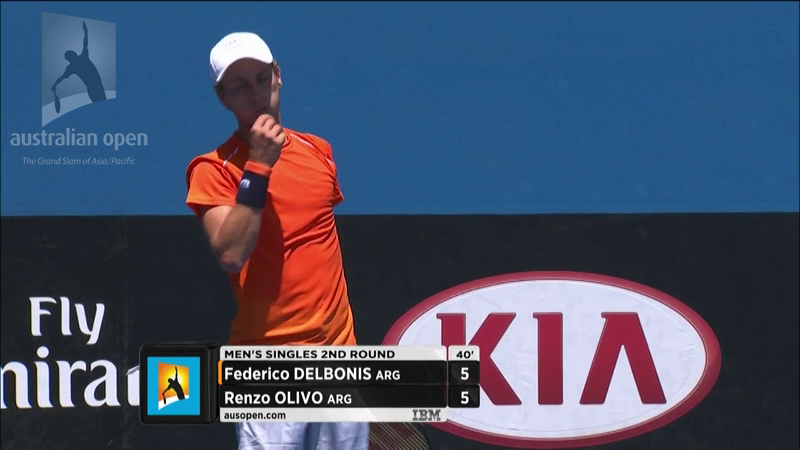 australian open
The Grand Slam of Asia/Pacific
Fly
mira
KIA
MEN'S SINGLES 2ND ROUND 40'
Federico DELBONIS ARG 5
Renzo OLIVO ARG 5
ausopen.com IBM